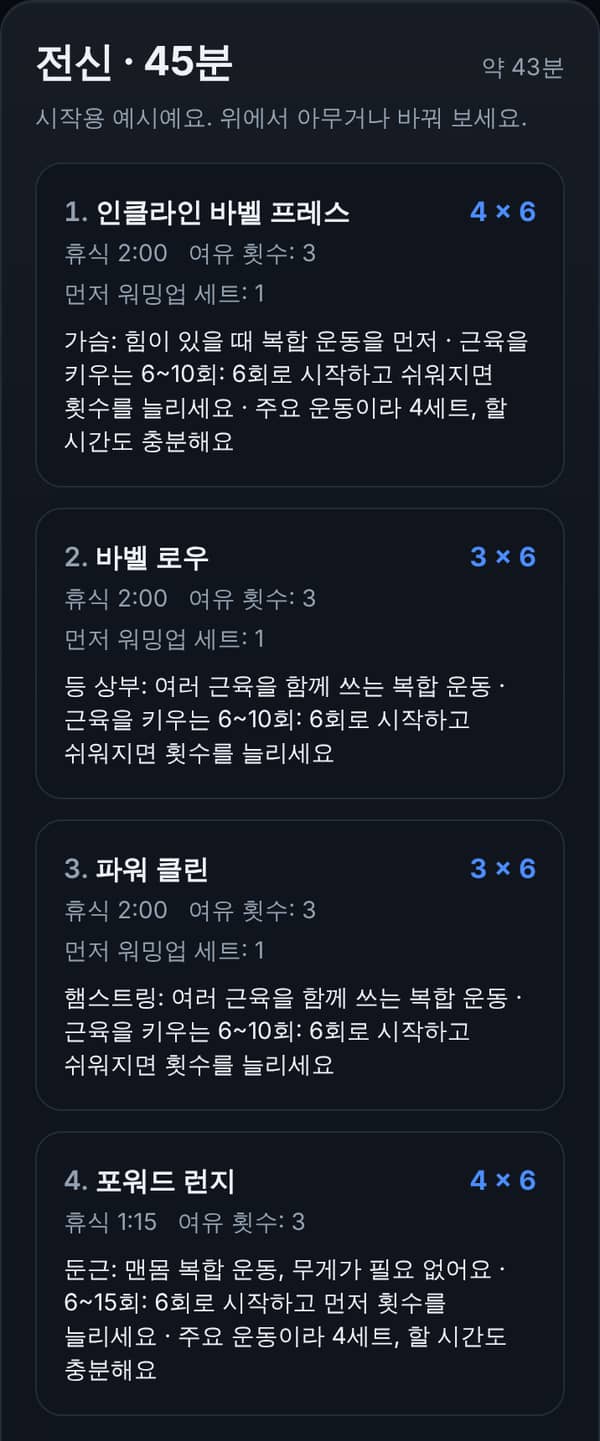 전신 · 45분
약 43분
시작용 예시예요. 위에서 아무거나 바꿔 보세요.
1. 인클라인 바벨 프레스
4 × 6
휴식 2:00 여유 횟수: 3
먼저 워밍업 세트: 1
가슴: 힘이 있을 때 복합 운동을 먼저 · 근육을
키우는 6~10회: 6회로 시작하고 쉬워지면
횟수를 늘리세요 · 주요 운동이라 4세트, 할
시간도 충분해요
2. 바벨 로우
3 × 6
휴식 2:00 여유 횟수: 3
먼저 워밍업 세트: 1
등 상부: 여러 근육을 함께 쓰는 복합 운동 ·
근육을 키우는 6~10회: 6회로 시작하고
쉬워지면 횟수를 늘리세요
3. 파워 클린
3 × 6
휴식 2:00 여유 횟수: 3
먼저 워밍업 세트: 1
햄스트링: 여러 근육을 함께 쓰는 복합 운동 ·
근육을 키우는 6~10회: 6회로 시작하고
쉬워지면 횟수를 늘리세요
4. 포워드 런지
4 × 6
휴식 1:15 여유 횟수: 3
둔근: 맨몸 복합 운동, 무게가 필요 없어요 ·
6~15회: 6회로 시작하고 먼저 횟수를
늘리세요 · 주요 운동이라 4세트, 할 시간도
충분해요